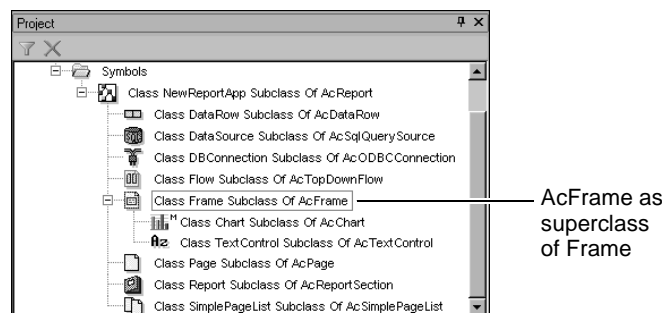 Project
Symbols
Class NewReportApp Subclass Of AcReport
Class DataRow Subclass Of AcDataRow
Class DataSource Subclass Of AcSqlQuerySource
Class DBConnection Subclass Of AcODBCConnection
Class Flow Subclass Of AcTopDownFlow
Class Frame Subclass Of AcFrame
M Class Chart Subclass Of AcChart
Az Class TextControl Subclass Of AcTextControl
Class Page Subclass Of AcPage
Class Report Subclass Of AcReportSection
Class SimplePageList Subclass Of AcSimplePageList
AcFrame as
superclass
of Frame